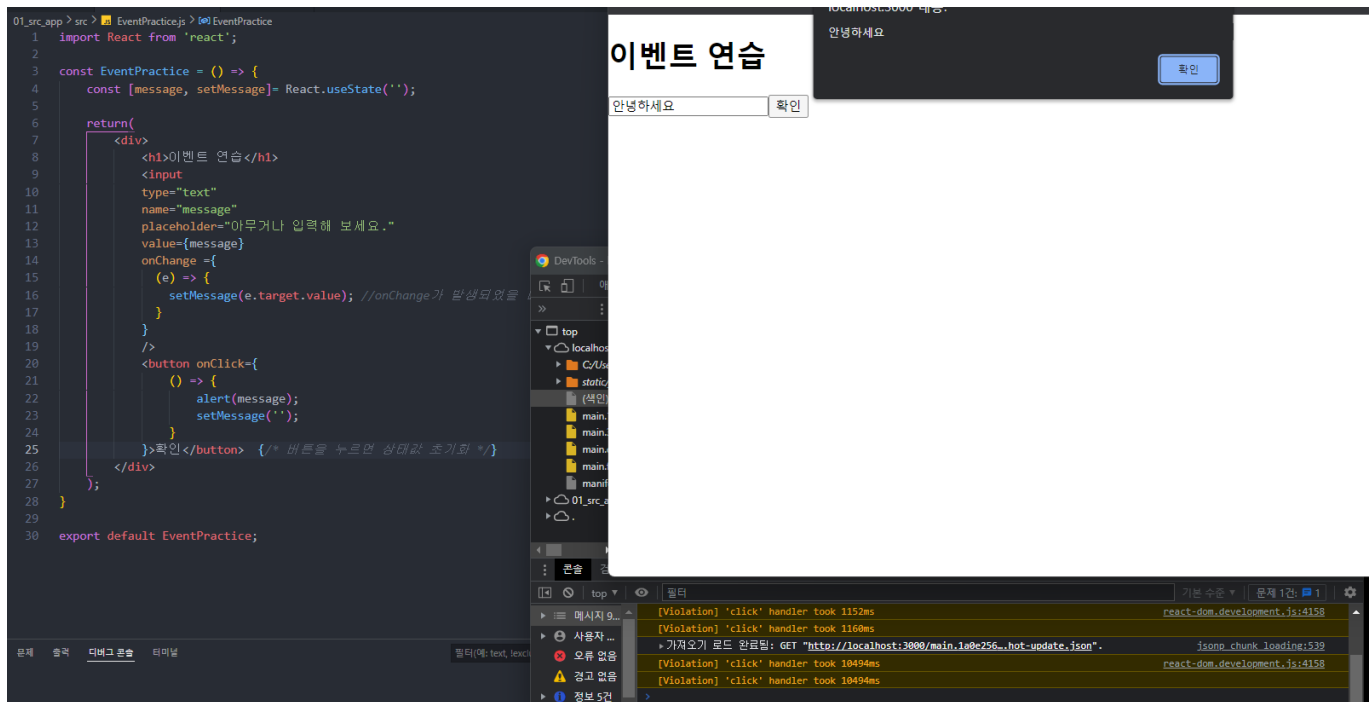 01_src_app > src > EventPractice.js > EventPractice
1 import React from 'react';
2
3 const EventPractice = () => {
4 const [message, setMessage]= React.useState('');
5
6 return(
7 <div>
8 <h1>이벤트 연습</h1>
9 <input
10 type="text"
11 name="message"
12 placeholder="아무거나 입력해 보세요."
13 value={message}
14 onChange ={
15 (e) => {
16 setMessage(e.target.value); //onChange가 발생되었을
17 }
18 }
19 />
20 <button onClick={
21 () => {
22 alert(message);
23 setMessage('');
24 }
25 }>확인</button> {/* 버튼을 누르면 상태값 초기화 */}
26 </div>
27 );
28 }
29
30 export default EventPractice;
문제 출력 디버그 콘솔 터미널
필터(예: text, !exclu
localhost:3000 내용:
안녕하세요
확인
이벤트 연습
안녕하세요 확인
DevTools -
top
localhos
C:/Use
static/
(색인)
main.
main.
main.
main.
manif
01_src_a
.
콘솔
top ▾ 필터 기본 수준 ▾ 문제 1건: 1
메시지 9...
사용자 ...
오류 없음
경고 없음
정보 5건
[Violation] 'click' handler took 1152ms react-dom.development.js:4158
[Violation] 'click' handler took 1160ms
가져오기 로드 완료됨: GET "http://localhost:3000/main.1a0e256….hot-update.json". jsonp chunk loading:539
[Violation] 'click' handler took 10494ms react-dom.development.js:4158
[Violation] 'click' handler took 10494ms